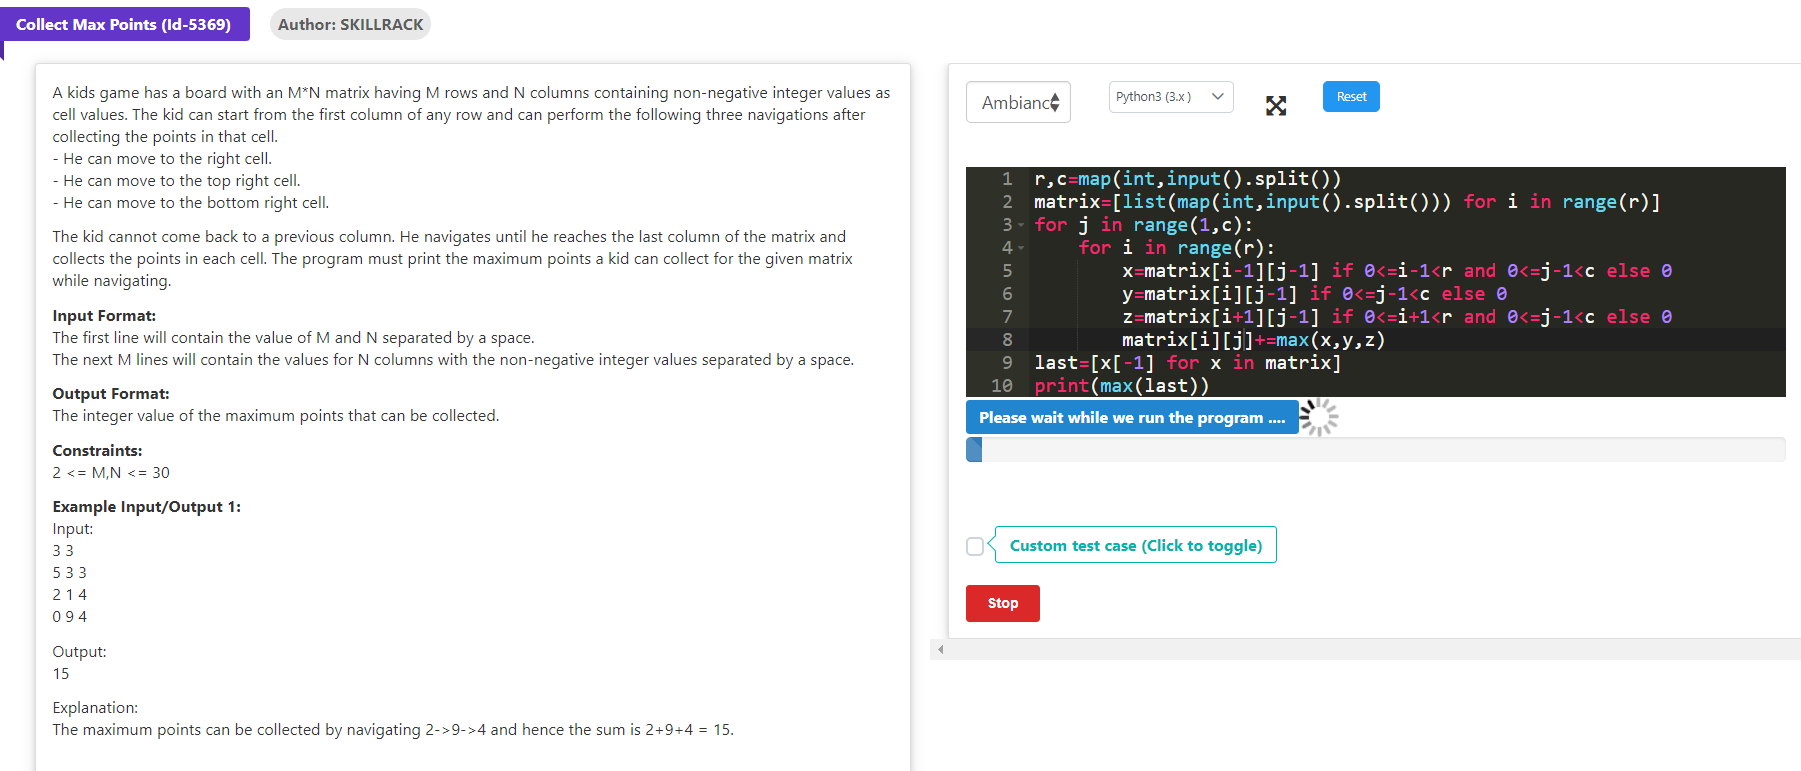 Collect Max Points (Id-5369)
Author: SKILLRACK
A kids game has a board with an M*N matrix having M rows and N columns containing non-negative integer values as
cell values. The kid can start from the first column of any row and can perform the following three navigations after
collecting the points in that cell.
- He can move to the right cell.
- He can move to the top right cell.
- He can move to the bottom right cell.
The kid cannot come back to a previous column. He navigates until he reaches the last column of the matrix and
collects the points in each cell. The program must print the maximum points a kid can collect for the given matrix
while navigating.
Input Format:
The first line will contain the value of M and N separated by a space.
The next M lines will contain the values for N columns with the non-negative integer values separated by a space.
Output Format:
The integer value of the maximum points that can be collected.
Constraints:
2 <= M,N <= 30
Example Input/Output 1:
Input:
3 3
5 3 3
2 1 4
0 9 4
Output:
15
Explanation:
The maximum points can be collected by navigating 2->9->4 and hence the sum is 2+9+4 = 15.
Ambianc
Python3 (3.x)
Reset
1 r,c=map(int,input().split())
2 matrix=[list(map(int,input().split())) for i in range(r)]
3 for j in range(1,c):
4     for i in range(r):
5         x=matrix[i-1][j-1] if 0<=i-1<r and 0<=j-1<c else 0
6         y=matrix[i][j-1] if 0<=j-1<c else 0
7         z=matrix[i+1][j-1] if 0<=i+1<r and 0<=j-1<c else 0
8         matrix[i][j]+=max(x,y,z)
9 last=[x[-1] for x in matrix]
10 print(max(last))
Please wait while we run the program ....
Custom test case (Click to toggle)
Stop